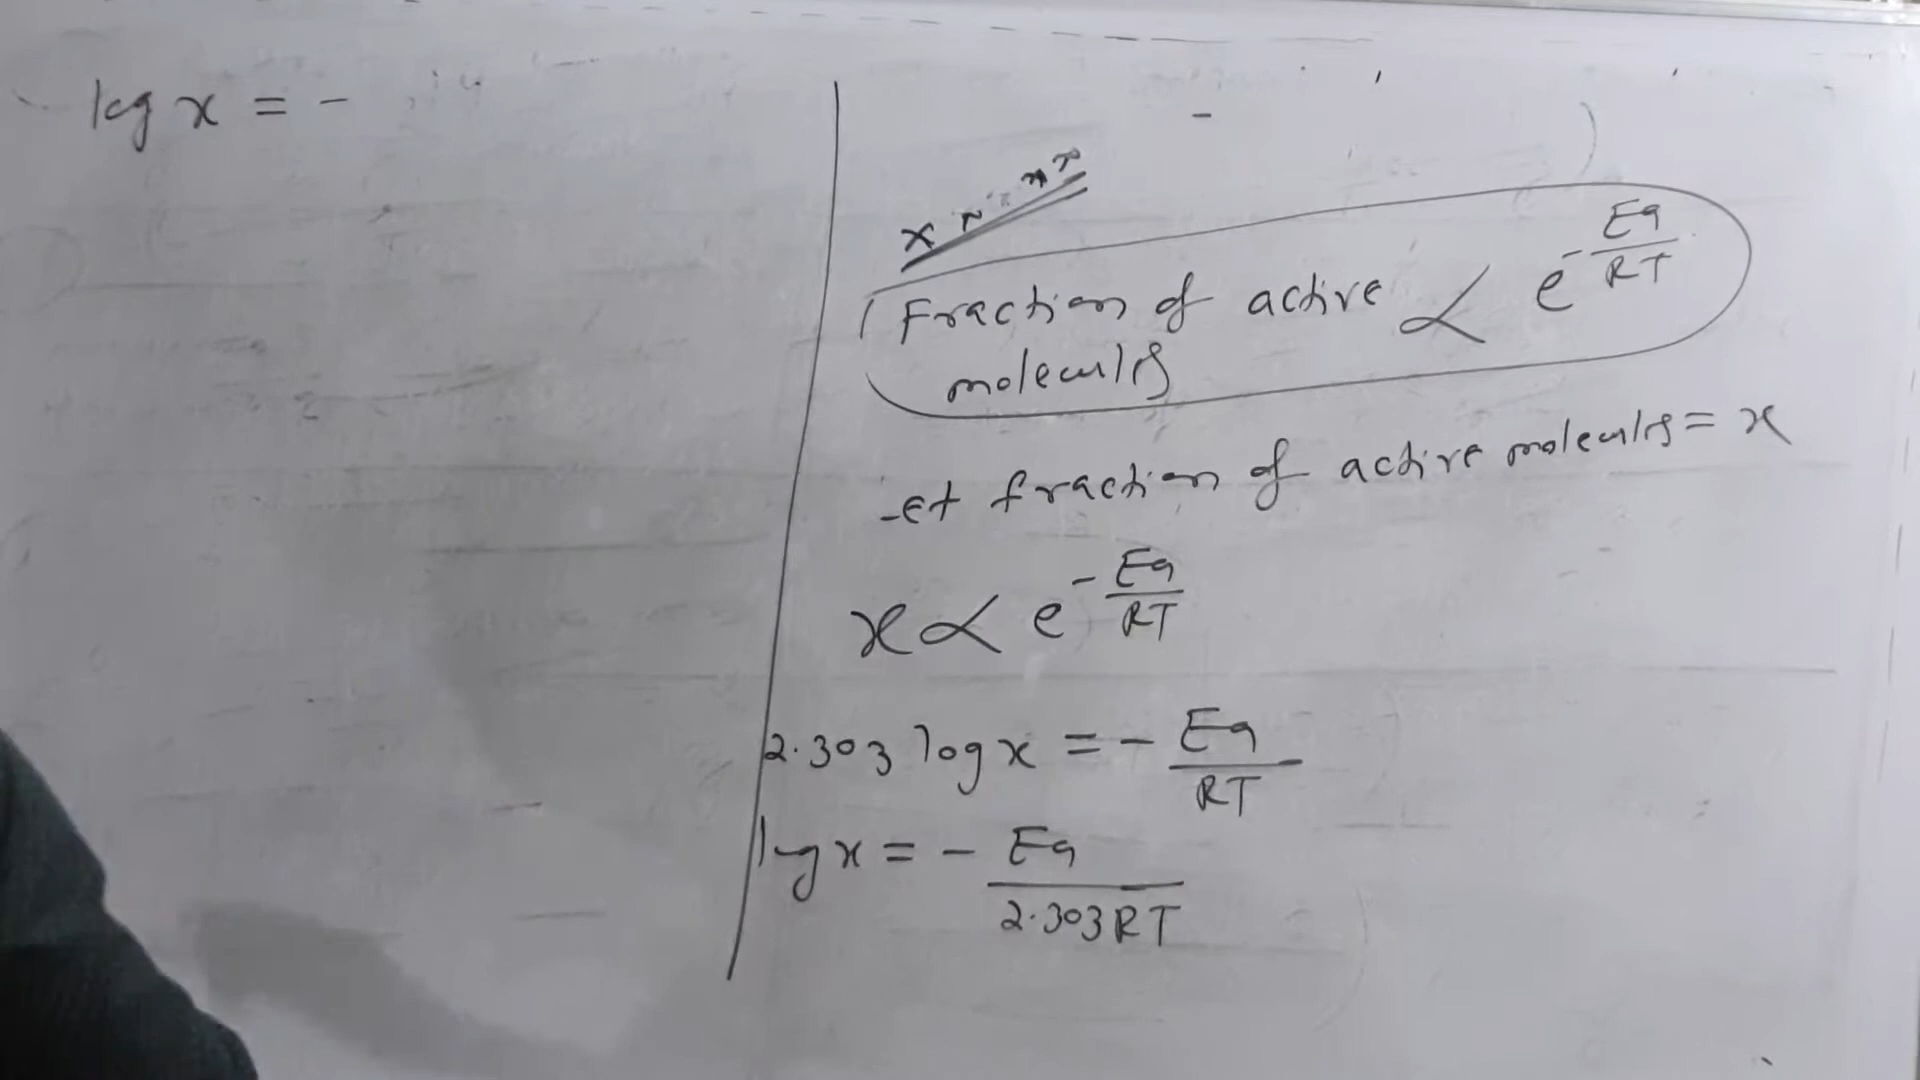 log x = -
Fraction of active ∝ e^(-Ea/RT)
molecules
et fraction of active molecules = x
x ∝ e^(-Ea/RT)
2.303 log x = - Ea/RT
log x = - Ea/2.303RT